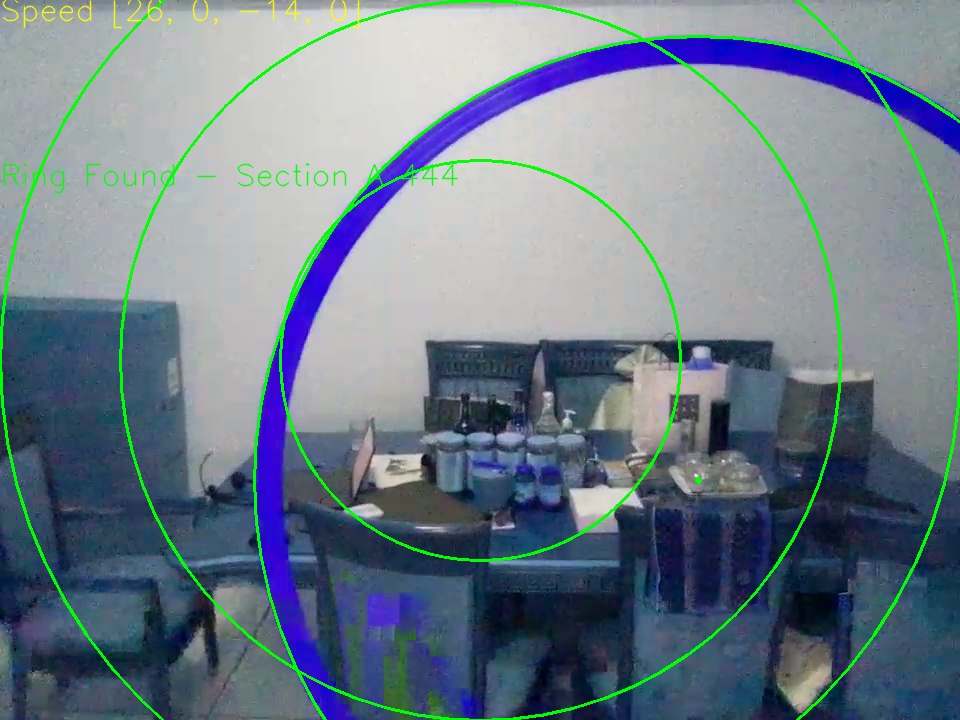 Speed [26, 0, -14, 0]
Ring Found - Section A 444